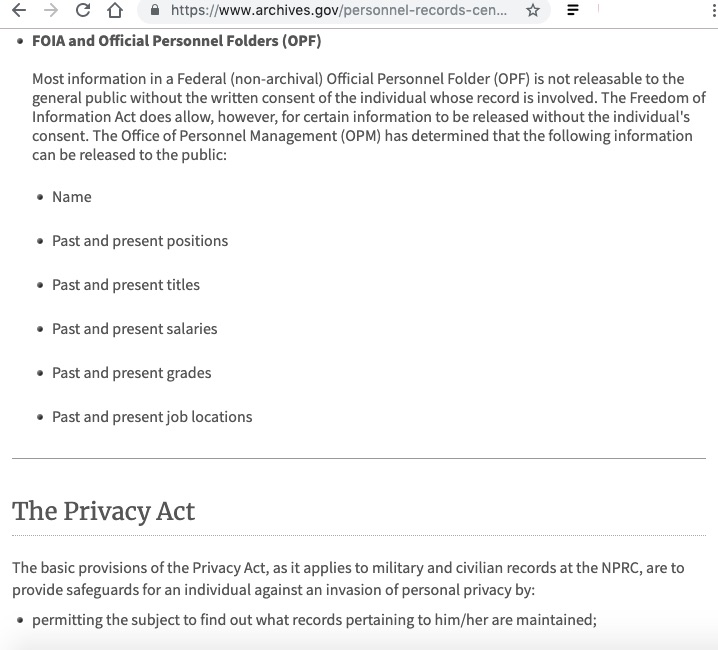 https://www.archives.gov/personnel-records-cen...
• FOIA and Official Personnel Folders (OPF)
Most information in a Federal (non-archival) Official Personnel Folder (OPF) is not releasable to the
general public without the written consent of the individual whose record is involved. The Freedom of
Information Act does allow, however, for certain information to be released without the individual's
consent. The Office of Personnel Management (OPM) has determined that the following information
can be released to the public:
• Name
• Past and present positions
• Past and present titles
• Past and present salaries
• Past and present grades
• Past and present job locations
The Privacy Act
The basic provisions of the Privacy Act, as it applies to military and civilian records at the NPRC, are to
provide safeguards for an individual against an invasion of personal privacy by:
• permitting the subject to find out what records pertaining to him/her are maintained;